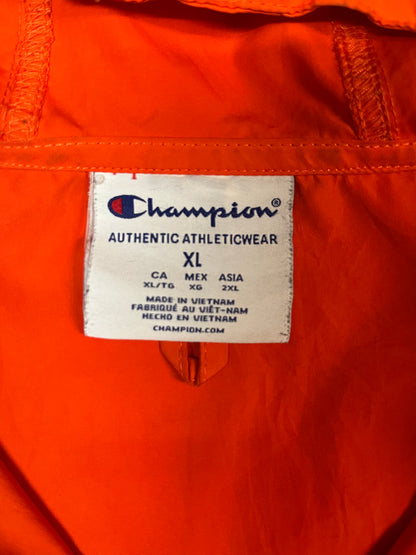 Champion
AUTHENTIC ATHLETICWEAR
XL
CA MEX ASIA
XL/TG XG 2XL
MADE IN VIETNAM
FABRIQUÉ AU VIÊT-NAM
HECHO EN VIETNAM
CHAMPION.COM